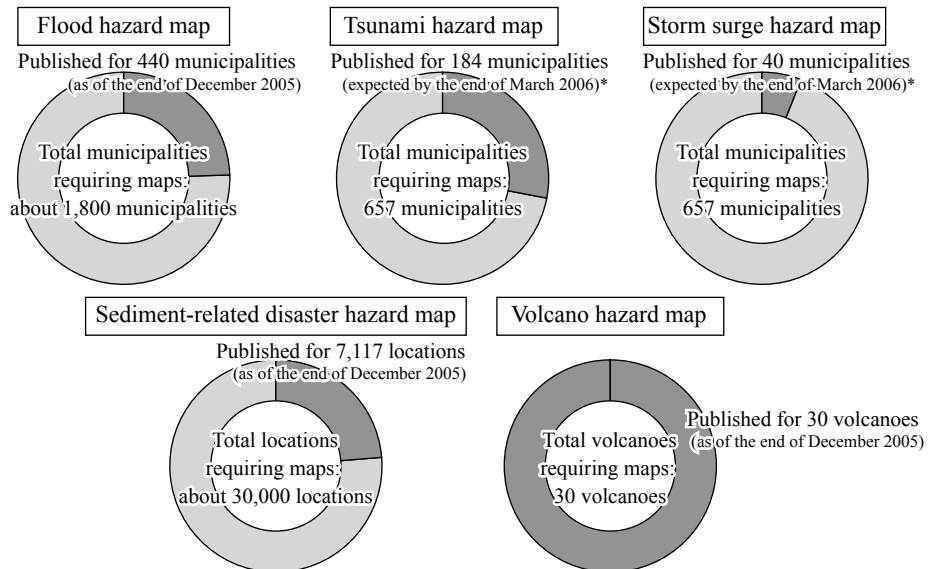 Flood hazard map
Published for 440 municipalities
(as of the end of December 2005)
Total municipalities
requiring maps:
about 1,800 municipalities
Tsunami hazard map
Published for 184 municipalities
(expected by the end of March 2006)*
Total municipalities
requiring maps:
657 municipalities
Storm surge hazard map
Published for 40 municipalities
(expected by the end of March 2006)*
Total municipalities
requiring maps:
657 municipalities
Sediment-related disaster hazard map
Published for 7,117 locations
(as of the end of December 2005)
Total locations
requiring maps:
about 30,000 locations
Volcano hazard map
Published for 30 volcanoes
(as of the end of December 2005)
Total volcanoes
requiring maps:
30 volcanoes